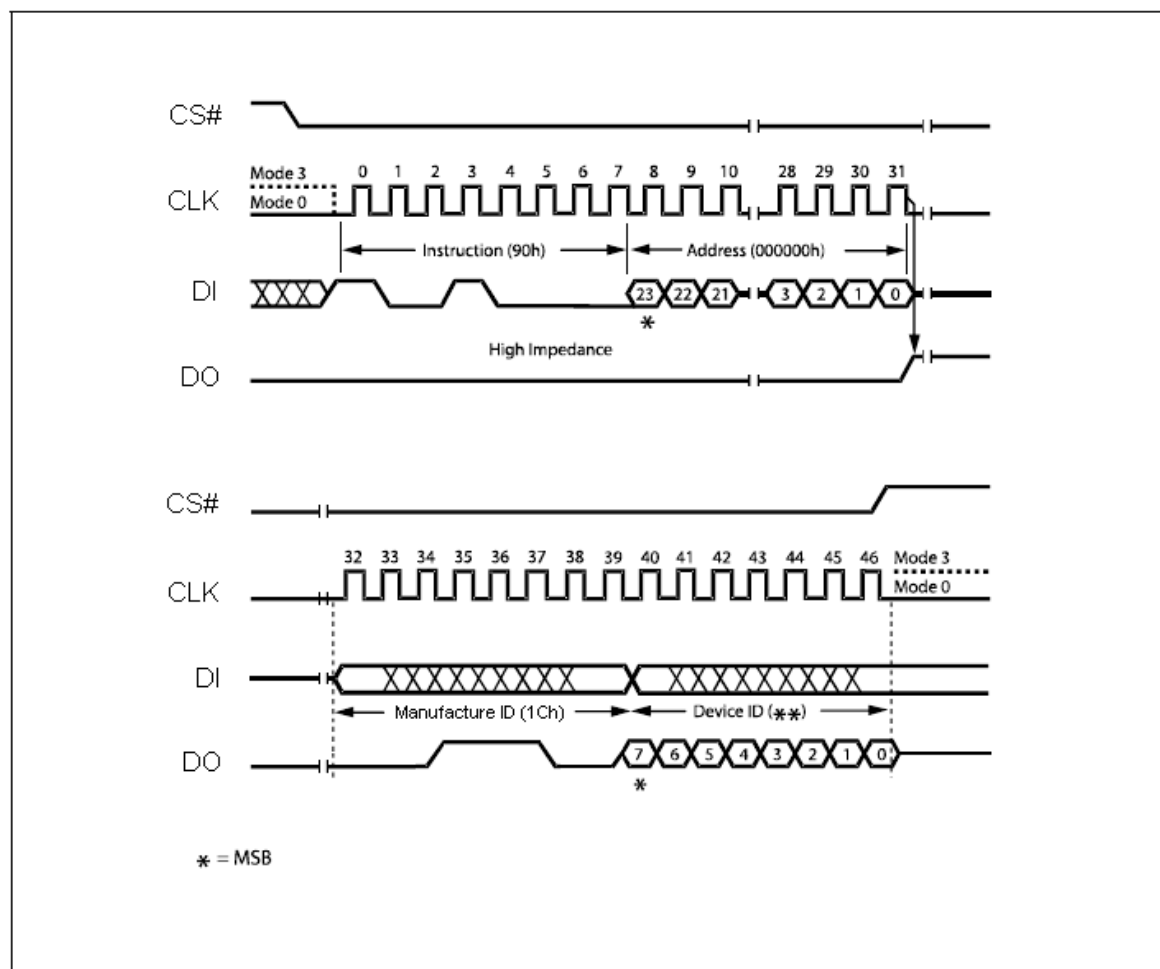 CS#
Mode 3
0 1 2 3 4 5 6 7 8 9 10 28 29 30 31
CLK
Mode 0
Instruction (90h) Address (000000h)
DI
23 22 21 3 2 1 0
*
High Impedance
DO
CS#
32 33 34 35 36 37 38 39 40 41 42 43 44 45 46 Mode 3
CLK
Mode 0
DI
Manufacture ID (1Ch) Device ID (**)
DO
7 6 5 4 3 2 1 0
*
* = MSB